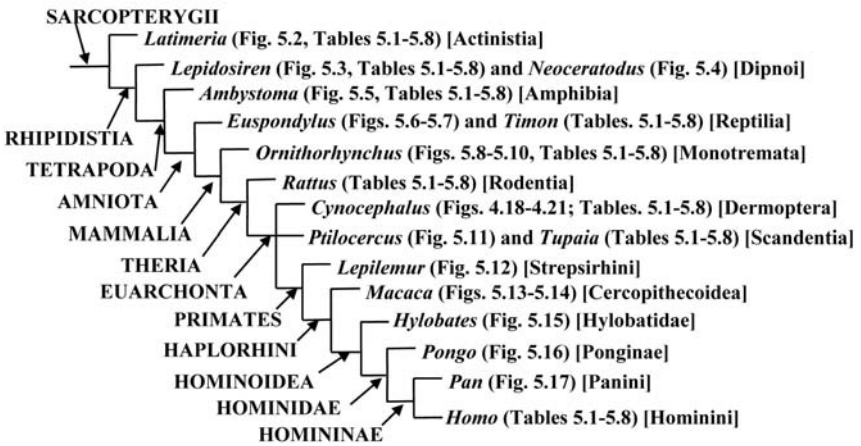 SARCOPTERYGII
Latimeria (Fig. 5.2, Tables 5.1-5.8) [Actinistia]
Lepidosiren (Fig. 5.3, Tables 5.1-5.8) and Neoceratodus (Fig. 5.4) [Dipnoi]
Ambystoma (Fig. 5.5, Tables 5.1-5.8) [Amphibia]
Euspondylus (Figs. 5.6-5.7) and Timon (Tables. 5.1-5.8) [Reptilia]
RHIPIDISTIA
Ornithorhynchus (Figs. 5.8-5.10, Tables 5.1-5.8) [Monotremata]
TETRAPODA
Rattus (Tables 5.1-5.8) [Rodentia]
AMNIOTA
Cynocephalus (Figs. 4.18-4.21; Tables. 5.1-5.8) [Dermoptera]
MAMMALIA
Ptilocercus (Fig. 5.11) and Tupaia (Tables 5.1-5.8) [Scandentia]
THERIA
Lepilemur (Fig. 5.12) [Strepsirhini]
EUARCHONTA
Macaca (Figs. 5.13-5.14) [Cercopithecoidea]
PRIMATES
Hylobates (Fig. 5.15) [Hylobatidae]
HAPLORHINI
Pongo (Fig. 5.16) [Ponginae]
HOMINOIDEA
Pan (Fig. 5.17) [Panini]
HOMINIDAE
Homo (Tables 5.1-5.8) [Hominini]
HOMININAE